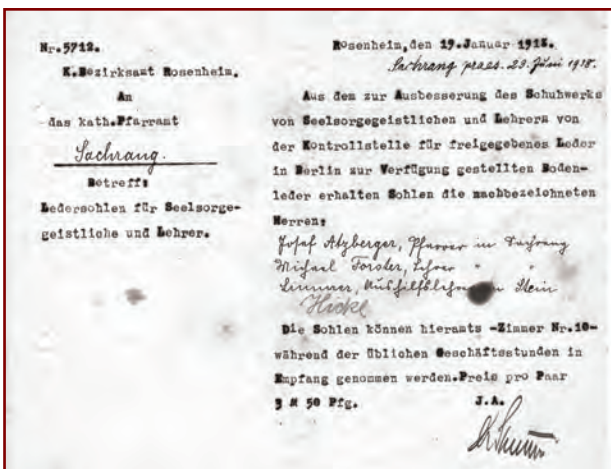 Nr.5712.
K.Bezirksamt Rosenheim.
An
das kath.Pfarramt
Sachrang.
Betreff:
Ledersohlen für Seelsorge-
geistliche und Lehrer.
Rosenheim,den 19.Januar 1918.
Sachrang praes. 29. 1918.
Aus dem zur Ausbesserung des Schuhwerks
von Seelsorgegeistlichen und Lehrern von
der Kontrollstelle für freigegebenes Leder
in Berlin zur Verfügung gestellten Boden-
leder erhalten Sohlen die nachbezeichneten
Herren:
Josef Atzberger, Pfarrer in Sachrang
Michael Forster, Lehrer " "
Limmer, Stein
Die Sohlen können hieramts -Zimmer Nr.10-
während der üblichen Geschäftsstunden in
Empfang genommen werden.Preis pro Paar
3 M 50 Pfg.
J.A.